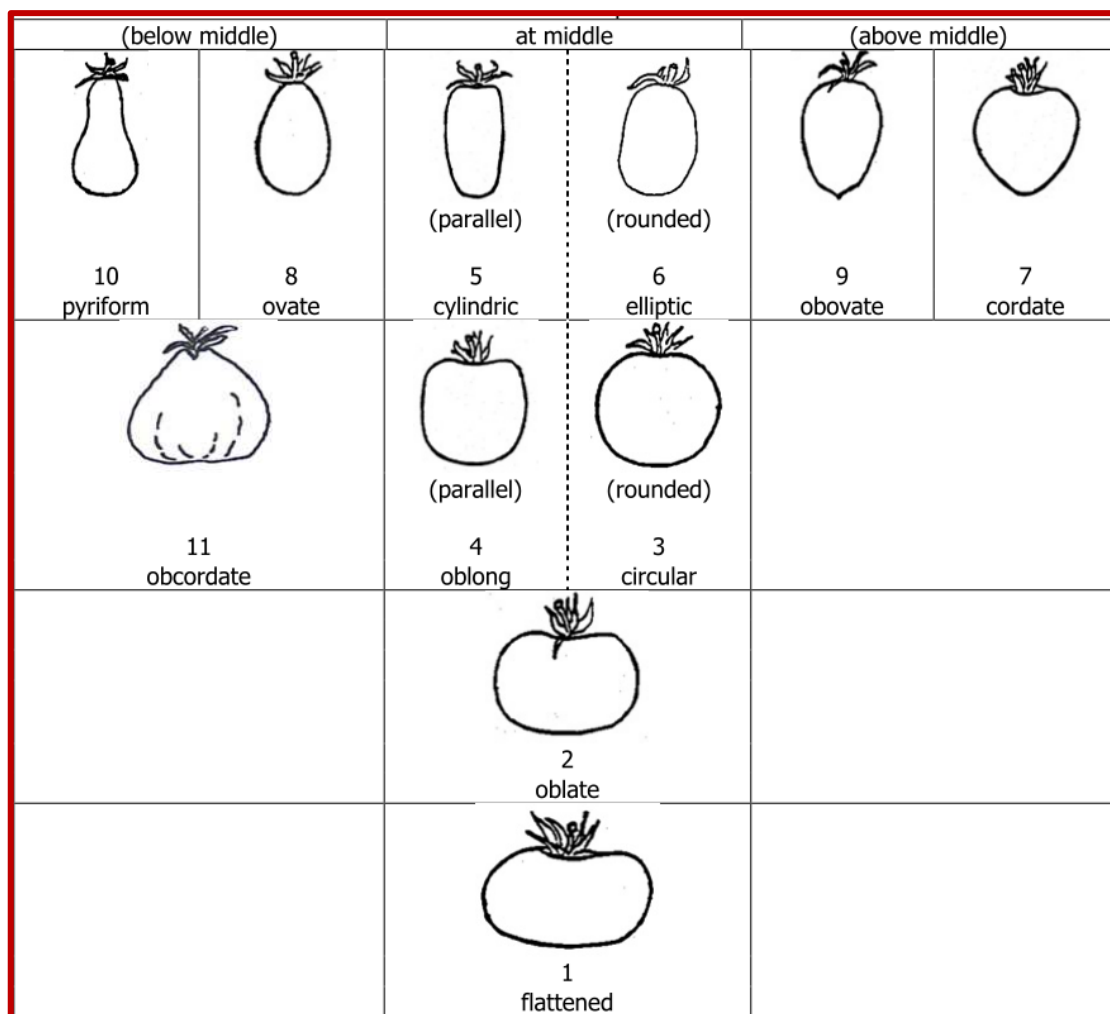 (below middle) at middle (above middle)
(parallel) (rounded)
10 8 5 6 9 7
pyriform ovate cylindric elliptic obovate cordate
(parallel) (rounded)
11 4 3
obcordate oblong circular
2
oblate
1
flattened